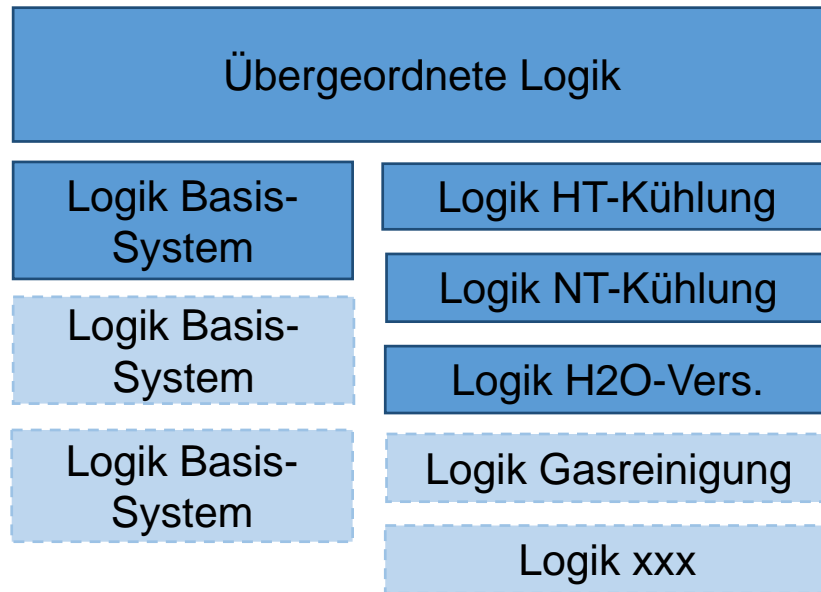 Übergeordnete Logik
Logik Basis-
System
Logik Basis-
System
Logik Basis-
System
Logik HT-Kühlung
Logik NT-Kühlung
Logik H2O-Vers.
Logik Gasreinigung
Logik xxx